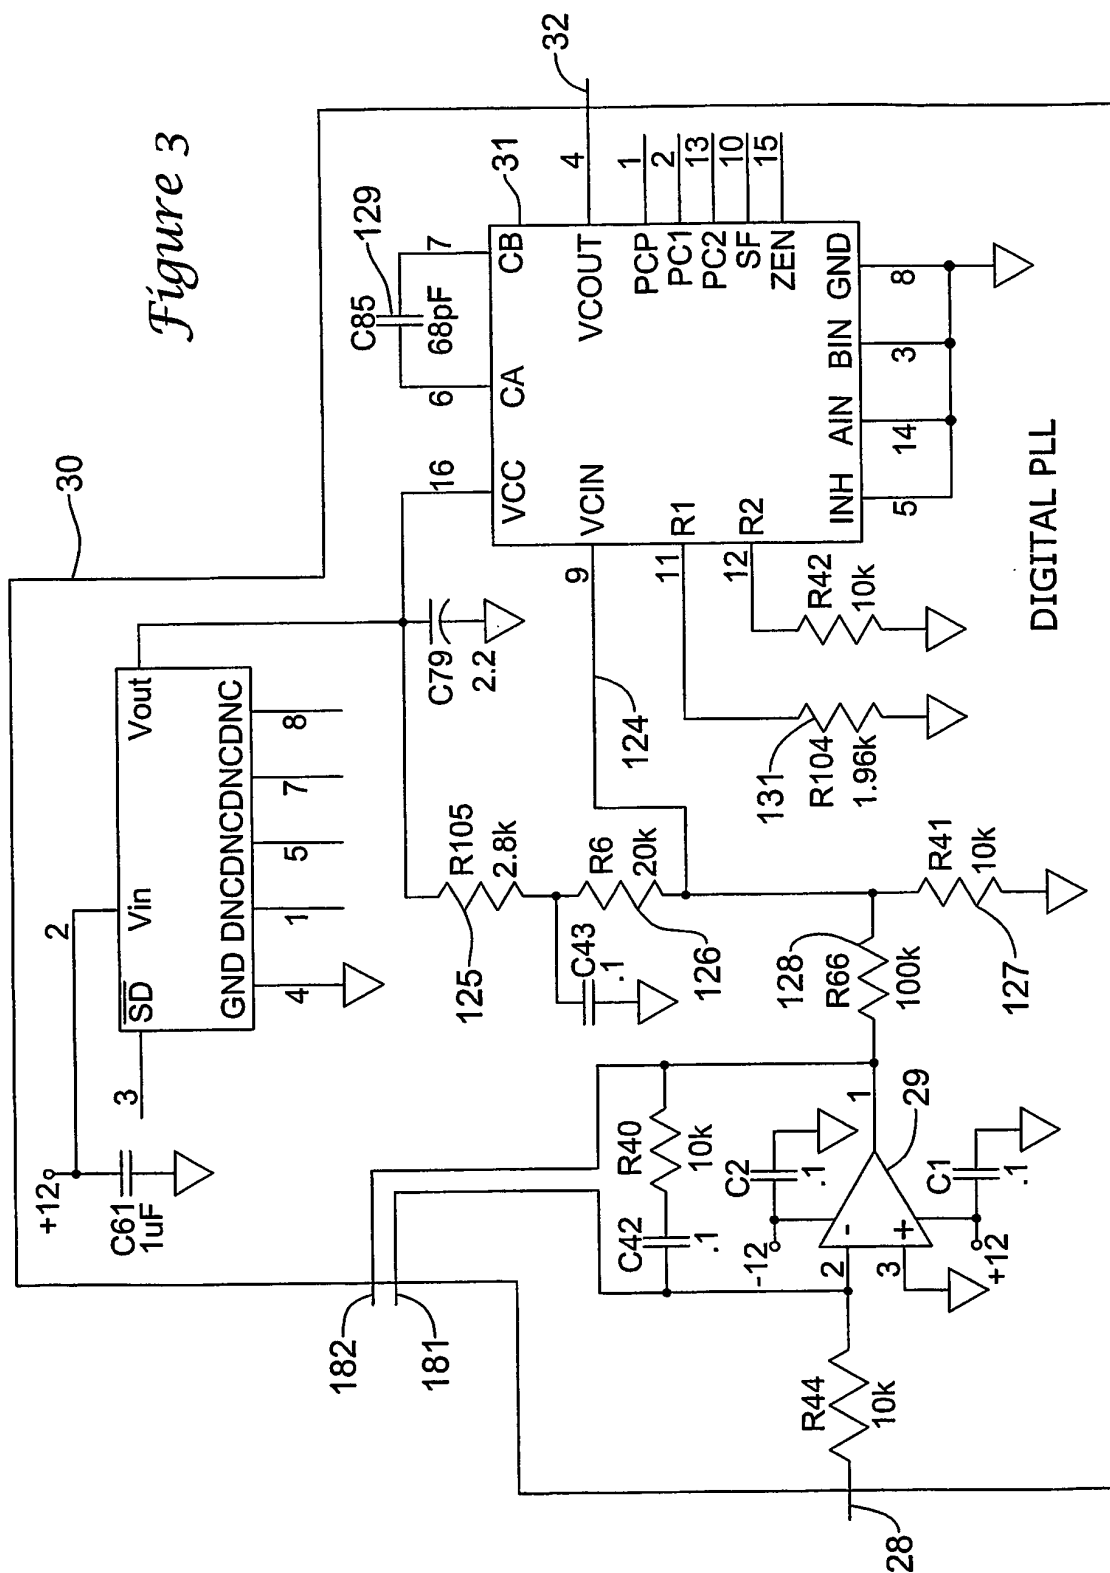 Figure 3
30
+12
C61
1uF
2
3
SD
Vin
Vout
GND DNCDNCDNCDNC
4
1
5
7
8
C79
2.2
16
6
7
C85
68pF
129
VCC
CA
CB
31
9
VCIN
VCOUT
4
32
11
R1
12
R2
PCP
1
PC1
2
PC2
13
SF
10
ZEN
15
INH
AIN
BIN
GND
5
14
3
8
124
R105
2.8k
125
C43
.1
R6
20k
126
131
R104
1.96k
R42
10k
182
181
R40
10k
C42
.1
128
R66
100k
R41
10k
127
C2
.1
-12
28
R44
10k
2
-
3
+
1
29
+12
C1
.1
DIGITAL PLL